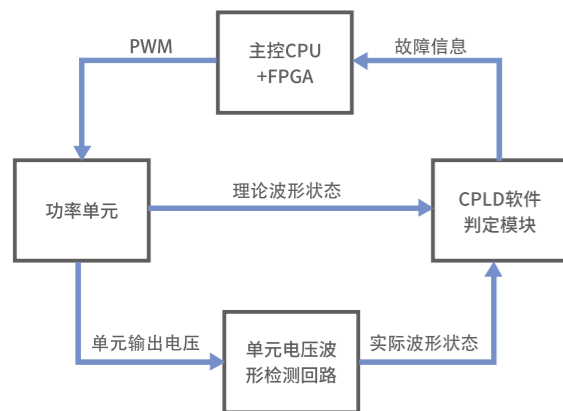 PWM
主控CPU
+FPGA
故障信息
功率单元
理论波形状态
CPLD软件
判定模块
单元输出电压
单元电压波
形检测回路
实际波形状态